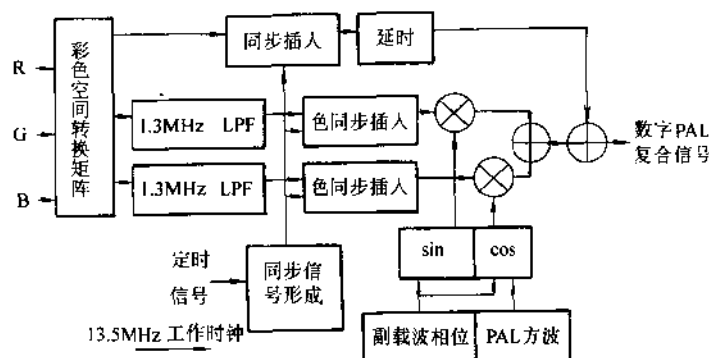 R
G
B
彩色空间转换矩阵
同步插入
延时
1.3MHz LPF
色同步插入
1.3MHz LPF
色同步插入
数字PAL
复合信号
sin
cos
定时
信号
同步信
号形成
13.5MHz 工作时钟
副载波相位
PAL方波